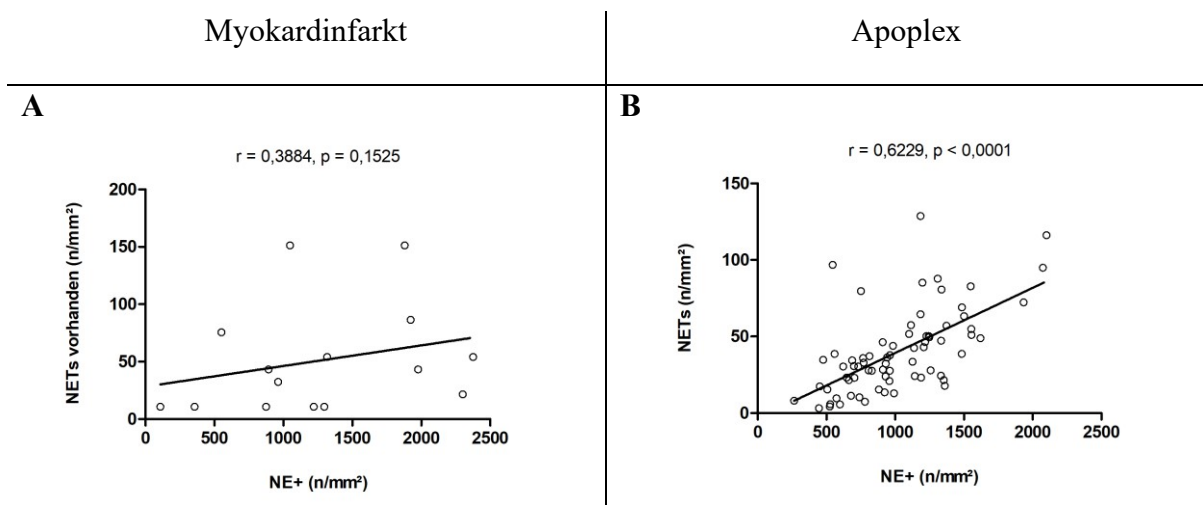 Myokardinfarkt
Apoplex
A
r = 0,3884, p = 0,1525
NETs vorhanden (n/mm²)
200
150
100
50
0
0 500 1000 1500 2000 2500
NE+ (n/mm²)
B
r = 0,6229, p < 0,0001
NETs (n/mm²)
150
100
50
0
0 500 1000 1500 2000 2500
NE+ (n/mm²)